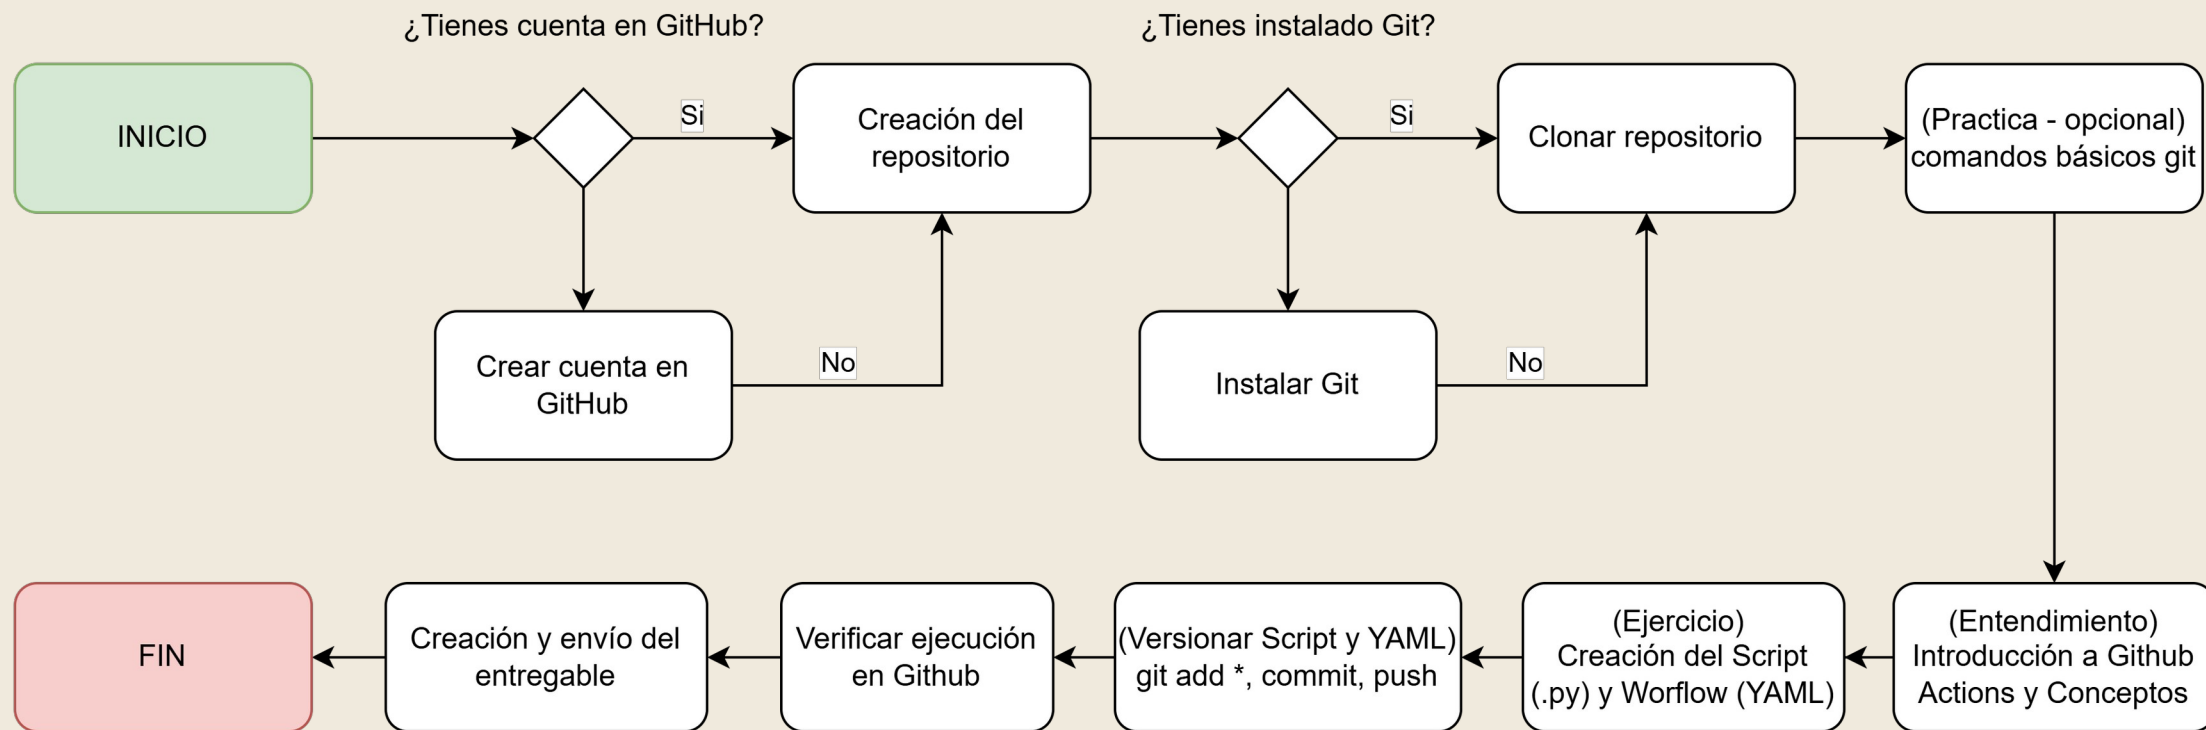 ¿Tienes cuenta en GitHub?
¿Tienes instalado Git?
INICIO
Si
Creación del
repositorio
Si
Clonar repositorio
(Practica - opcional)
comandos básicos git
Crear cuenta en
GitHub
No
Instalar Git
No
FIN
Creación y envío del
entregable
Verificar ejecución
en Github
(Versionar Script y YAML)
git add *, commit, push
(Ejercicio)
Creación del Script
(.py) y Worflow (YAML)
(Entendimiento)
Introducción a Github
Actions y Conceptos